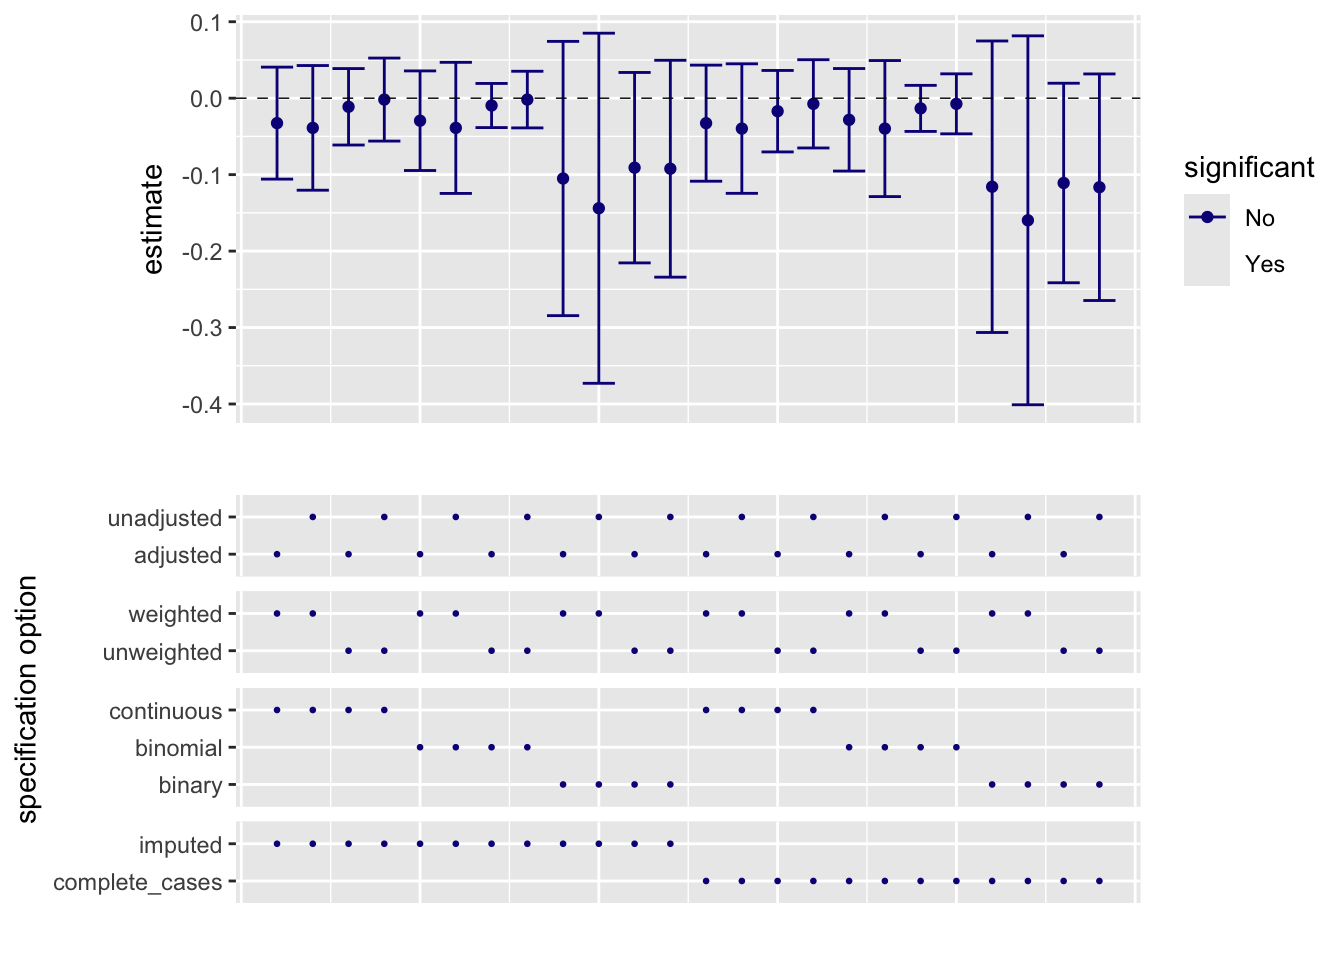 0.1
0.0
-0.1
-0.2
-0.3
-0.4
estimate
significant
No
Yes
unadjusted
adjusted
weighted
unweighted
continuous
binomial
binary
imputed
complete_cases
specification option